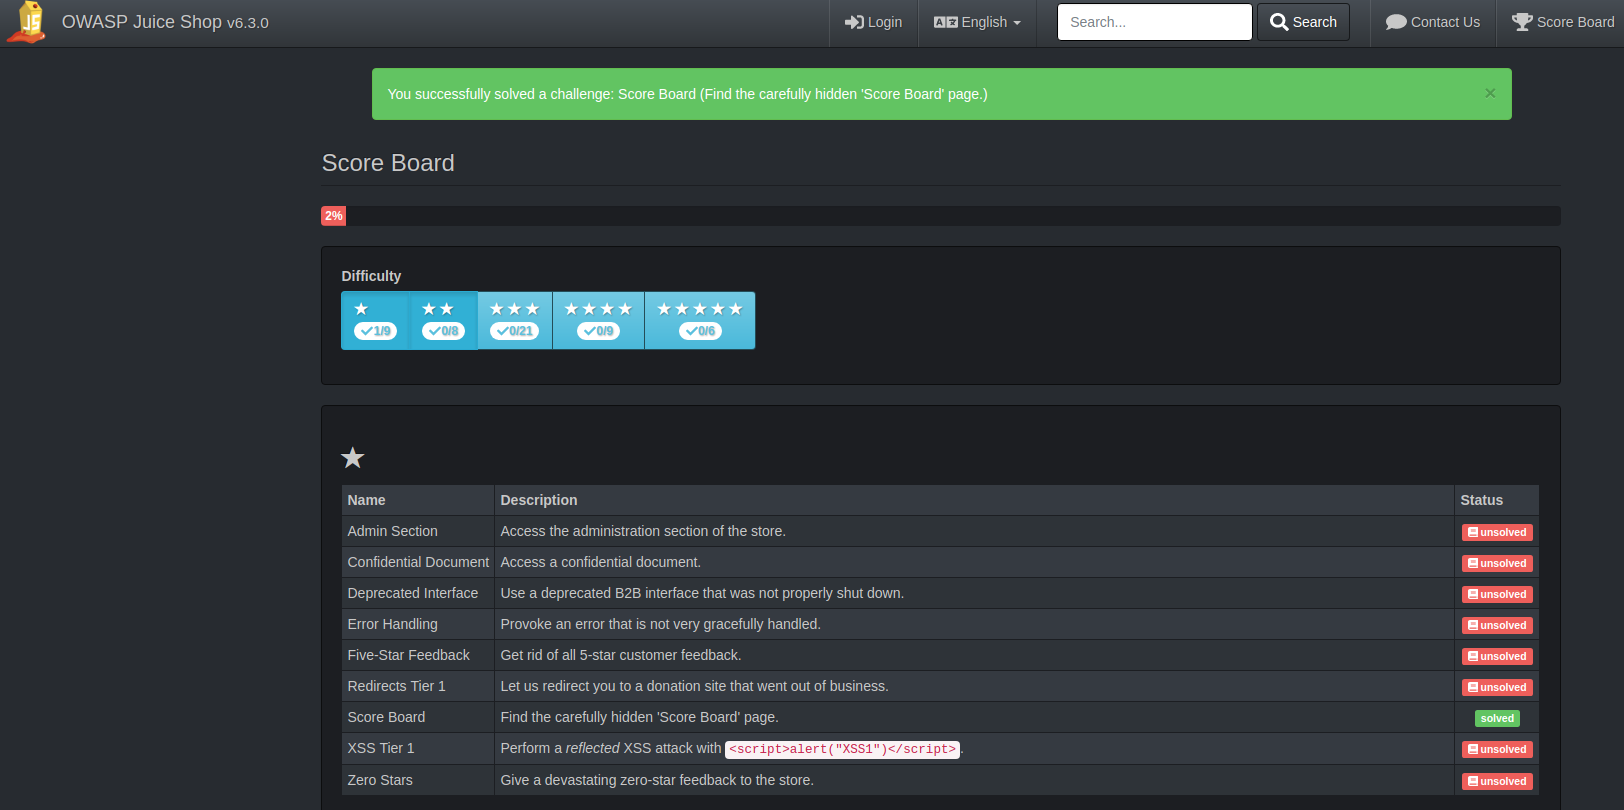 JS OWASP Juice Shop v6.3.0 Login English Search... Search Contact Us Score Board
You successfully solved a challenge: Score Board (Find the carefully hidden 'Score Board' page.) ×
Score Board
2%
Difficulty
1/9 0/8 0/21 0/9 0/6
Name Description Status
Admin Section Access the administration section of the store. unsolved
Confidential Document Access a confidential document. unsolved
Deprecated Interface Use a deprecated B2B interface that was not properly shut down. unsolved
Error Handling Provoke an error that is not very gracefully handled. unsolved
Five-Star Feedback Get rid of all 5-star customer feedback. unsolved
Redirects Tier 1 Let us redirect you to a donation site that went out of business. unsolved
Score Board Find the carefully hidden 'Score Board' page. solved
XSS Tier 1 Perform a reflected XSS attack with <script>alert("XSS1")</script>. unsolved
Zero Stars Give a devastating zero-star feedback to the store. unsolved